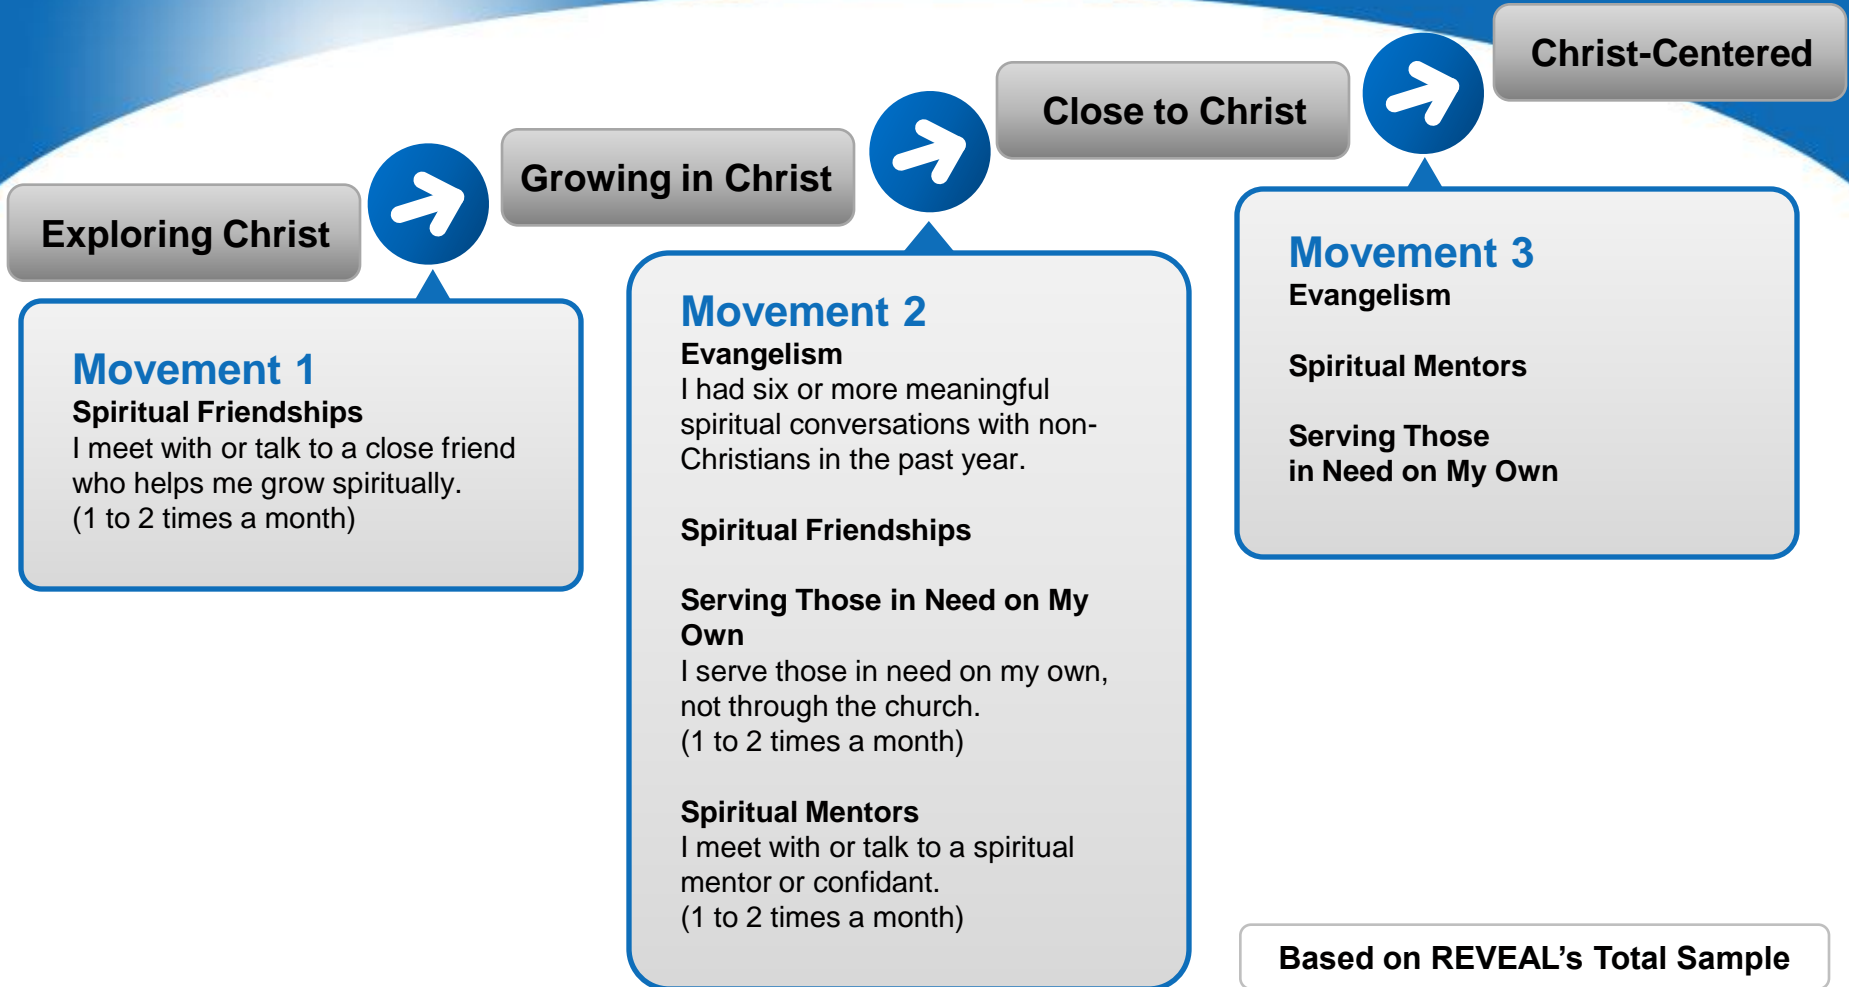 Exploring Christ
Growing in Christ
Close to Christ
Christ-Centered
Movement 1
Spiritual Friendships
I meet with or talk to a close friend
who helps me grow spiritually.
(1 to 2 times a month)
Movement 2
Evangelism
I had six or more meaningful
spiritual conversations with non-
Christians in the past year.
Spiritual Friendships
Serving Those in Need on My
Own
I serve those in need on my own,
not through the church.
(1 to 2 times a month)
Spiritual Mentors
I meet with or talk to a spiritual
mentor or confidant.
(1 to 2 times a month)
Movement 3
Evangelism
Spiritual Mentors
Serving Those
in Need on My Own
Based on REVEAL’s Total Sample